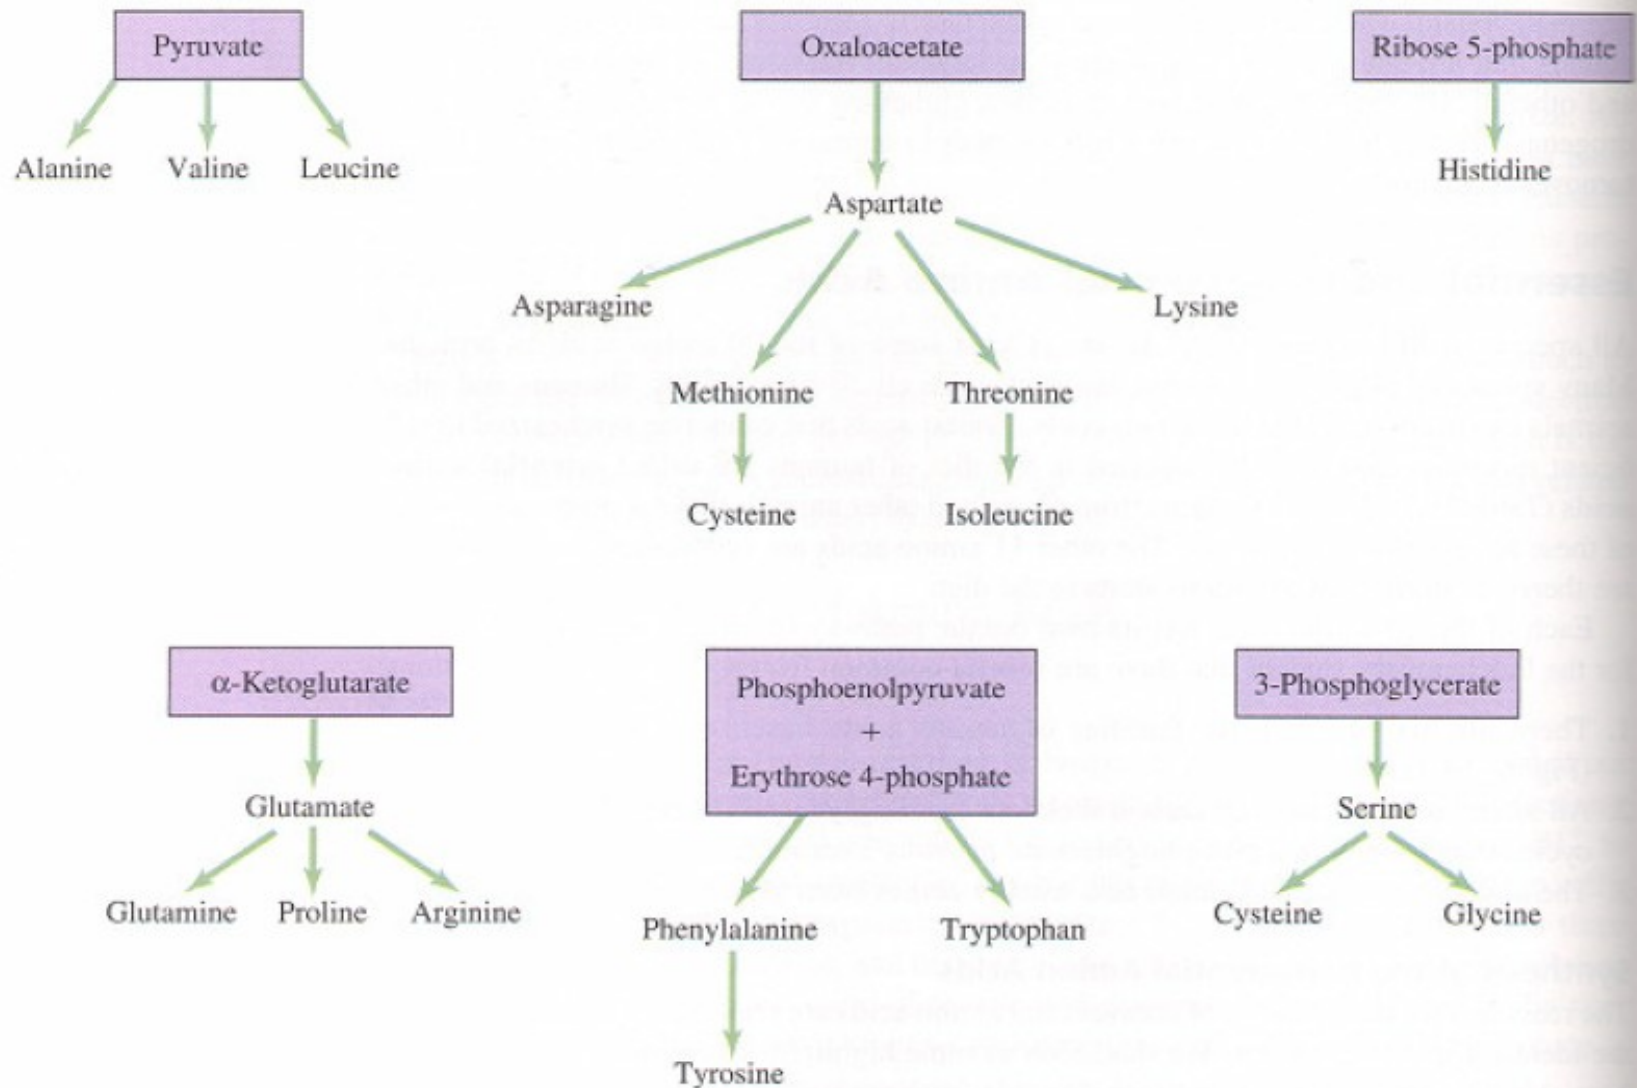 Pyruvate
Oxaloacetate
Ribose 5-phosphate
Alanine
Valine
Leucine
Histidine
Aspartate
Asparagine
Lysine
Methionine
Threonine
Cysteine
Isoleucine
α-Ketoglutarate
Phosphoenolpyruvate
+
Erythrose 4-phosphate
3-Phosphoglycerate
Glutamate
Serine
Glutamine
Proline
Arginine
Phenylalanine
Tryptophan
Cysteine
Glycine
Tyrosine